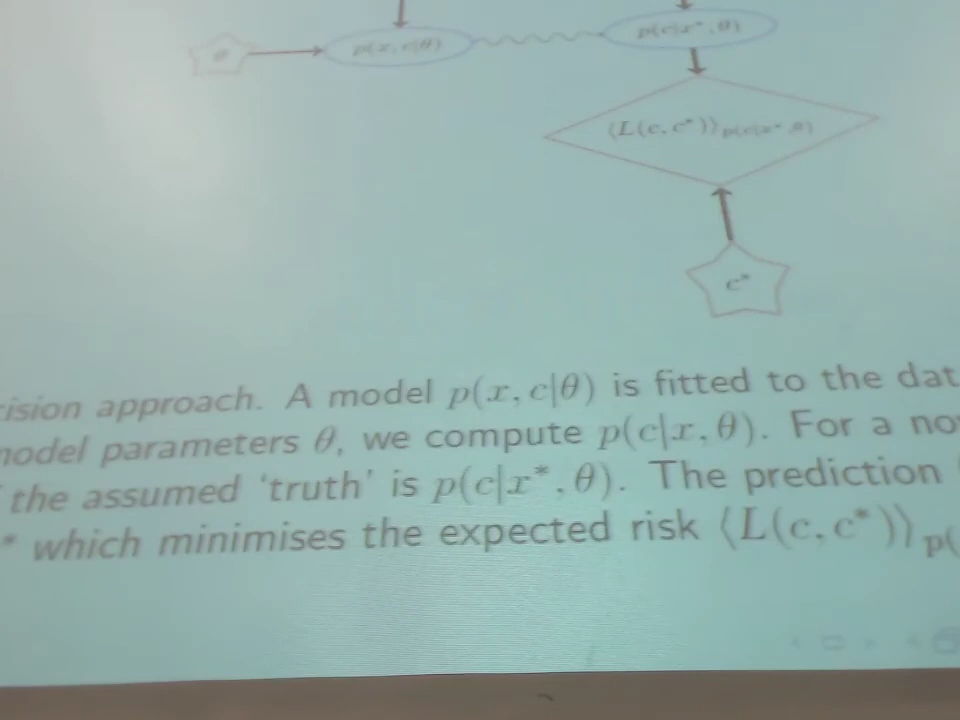 θ p(x, c|θ) p(c|x*, θ)
⟨L(c, c*)⟩p(c|x*, θ)
c*
cision approach. A model p(x, c|θ) is fitted to the dat
model parameters θ, we compute p(c|x, θ). For a no
the assumed 'truth' is p(c|x*, θ). The prediction
* which minimises the expected risk ⟨L(c, c*)⟩p(